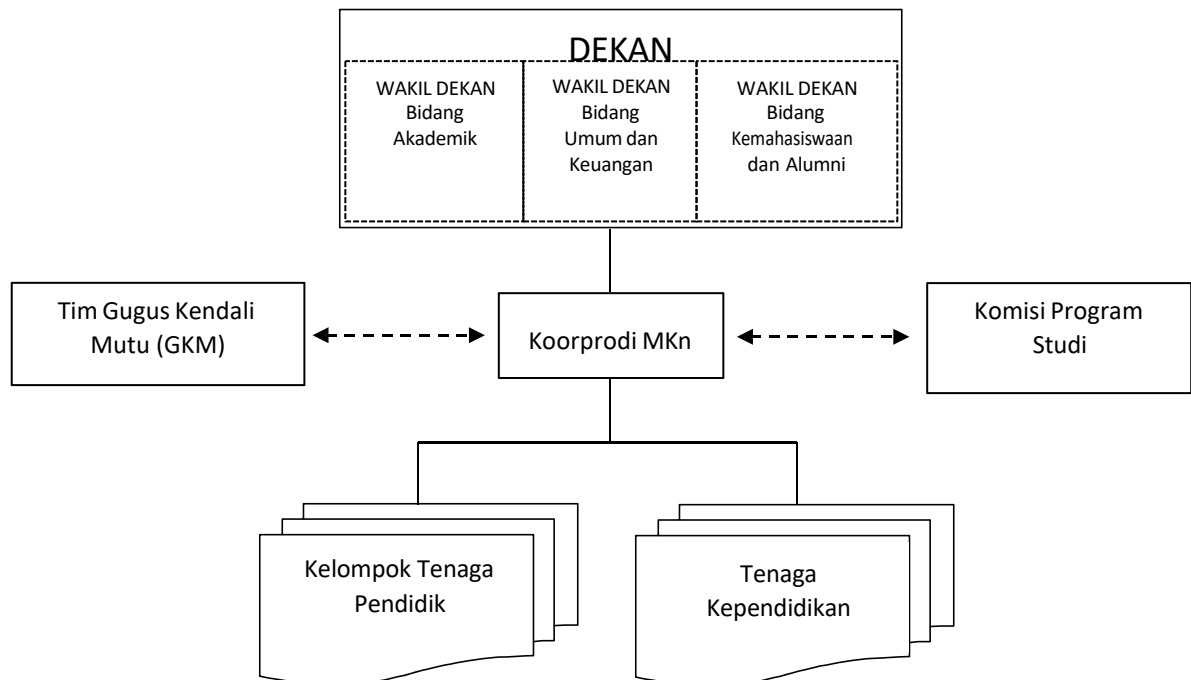 DEKAN
WAKIL DEKAN
Bidang
Akademik
WAKIL DEKAN
Bidang
Umum dan
Keuangan
WAKIL DEKAN
Bidang
Kemahasiswaan
dan Alumni
Tim Gugus Kendali
Mutu (GKM)
Koorprodi MKn
Komisi Program
Studi
Kelompok Tenaga
Pendidik
Tenaga
Kependidikan